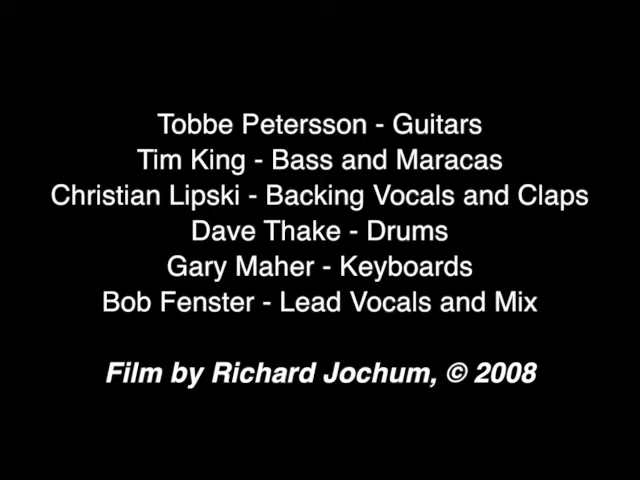 Tobbe Petersson - Guitars
Tim King - Bass and Maracas
Christian Lipski - Backing Vocals and Claps
Dave Thake - Drums
Gary Maher - Keyboards
Bob Fenster - Lead Vocals and Mix
Film by Richard Jochum, © 2008